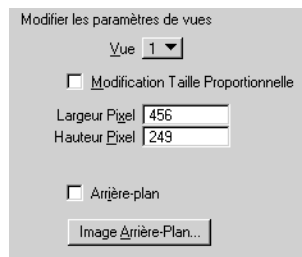 Modifier les paramètres de vues
Vue 1
Modification Taille Proportionnelle
Largeur Pixel 456
Hauteur Pixel 249
Arrière-plan
Image Arrière-Plan...